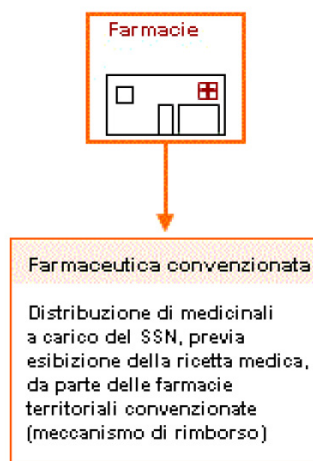 Farmacie
Farmaceutica convenzionata
Distribuzione di medicinali
a carico del SSN, previa
esibizione della ricetta medica,
da parte delle farmacie
territoriali convenzionate
(meccanismo di rimborso)